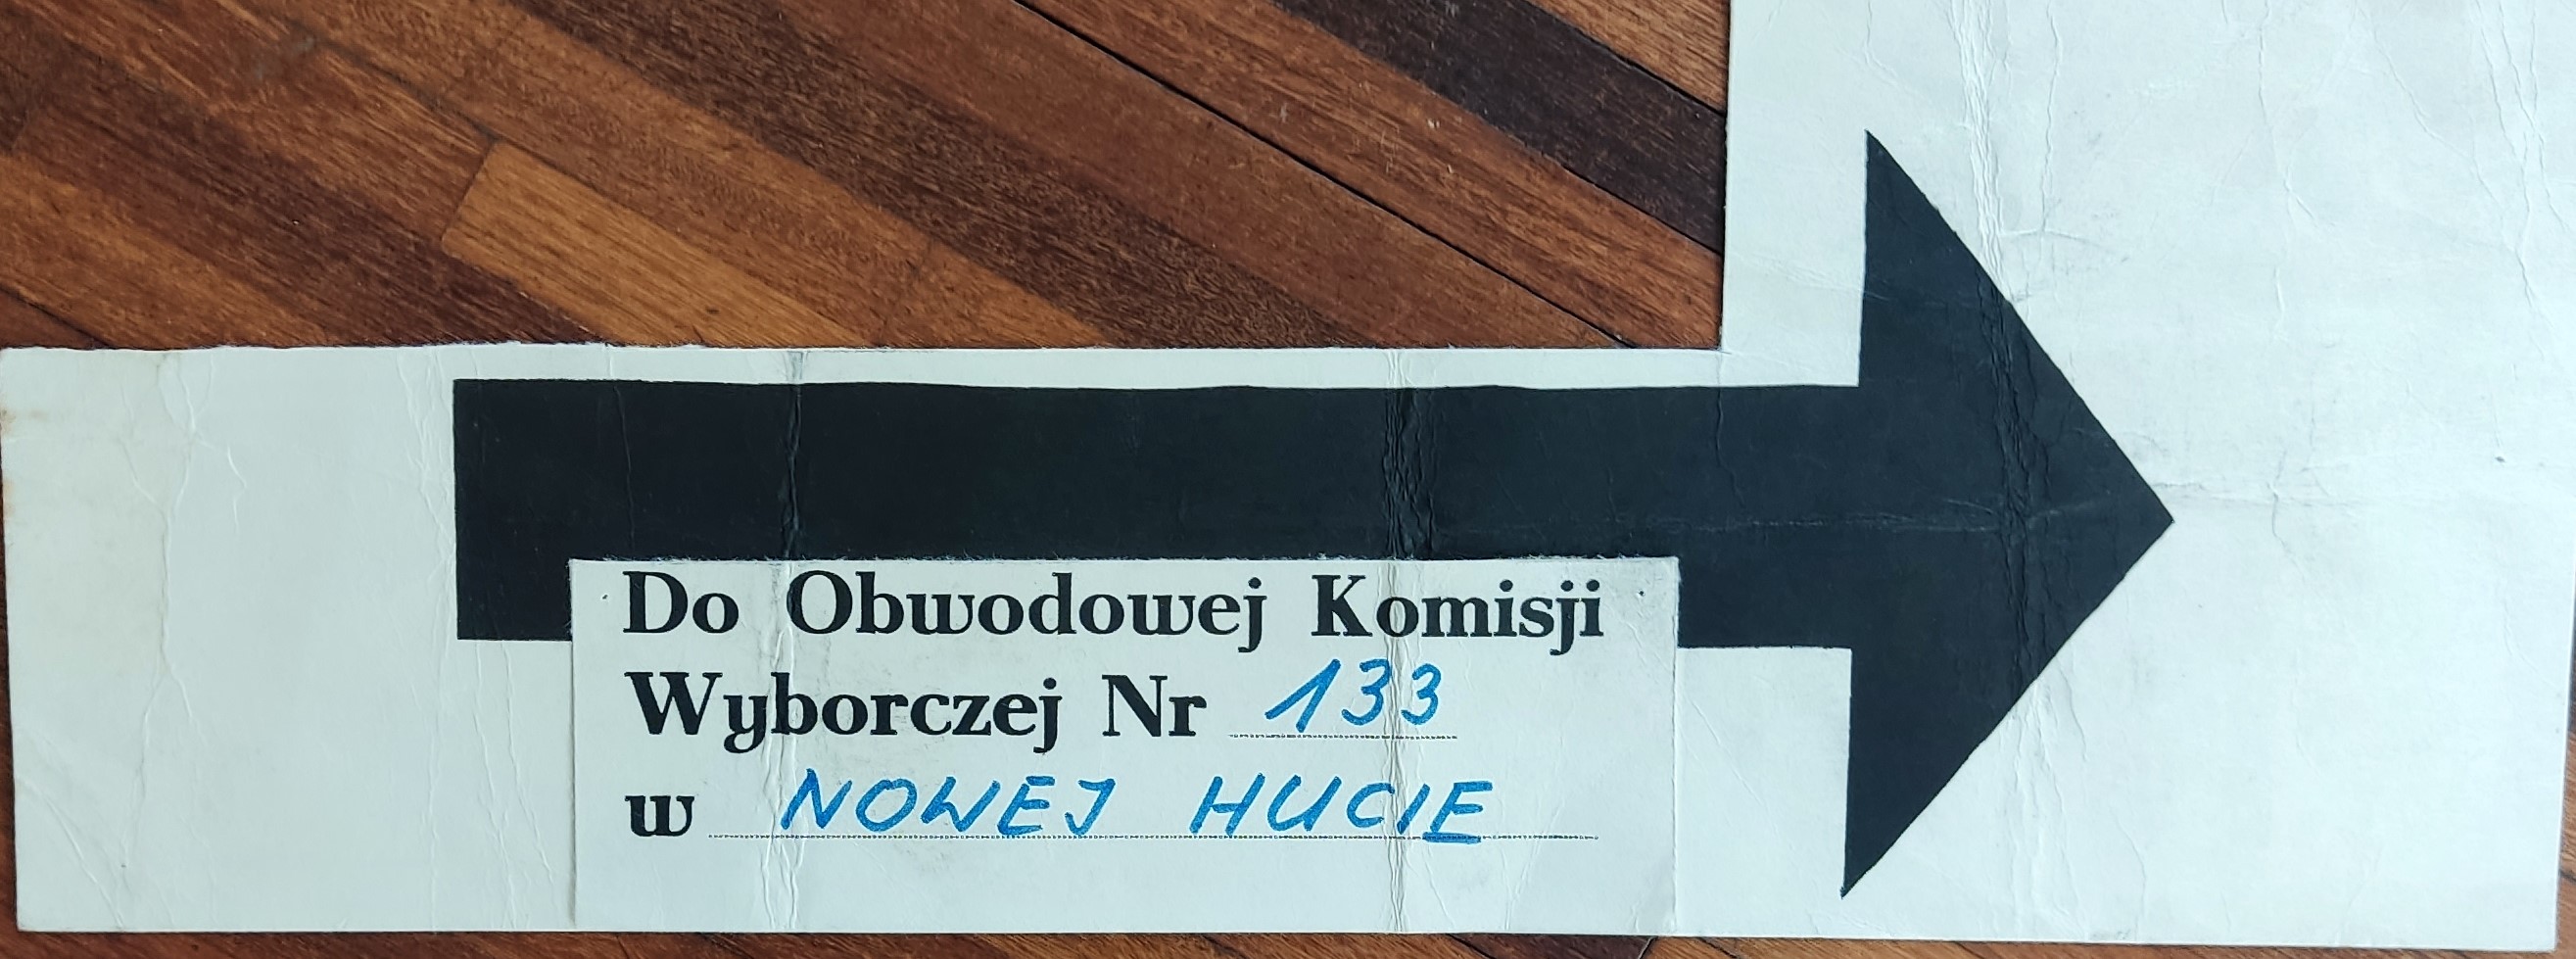 Do Obwodowej Komisji
Wyborczej Nr 133
w NOWEJ HUCIE